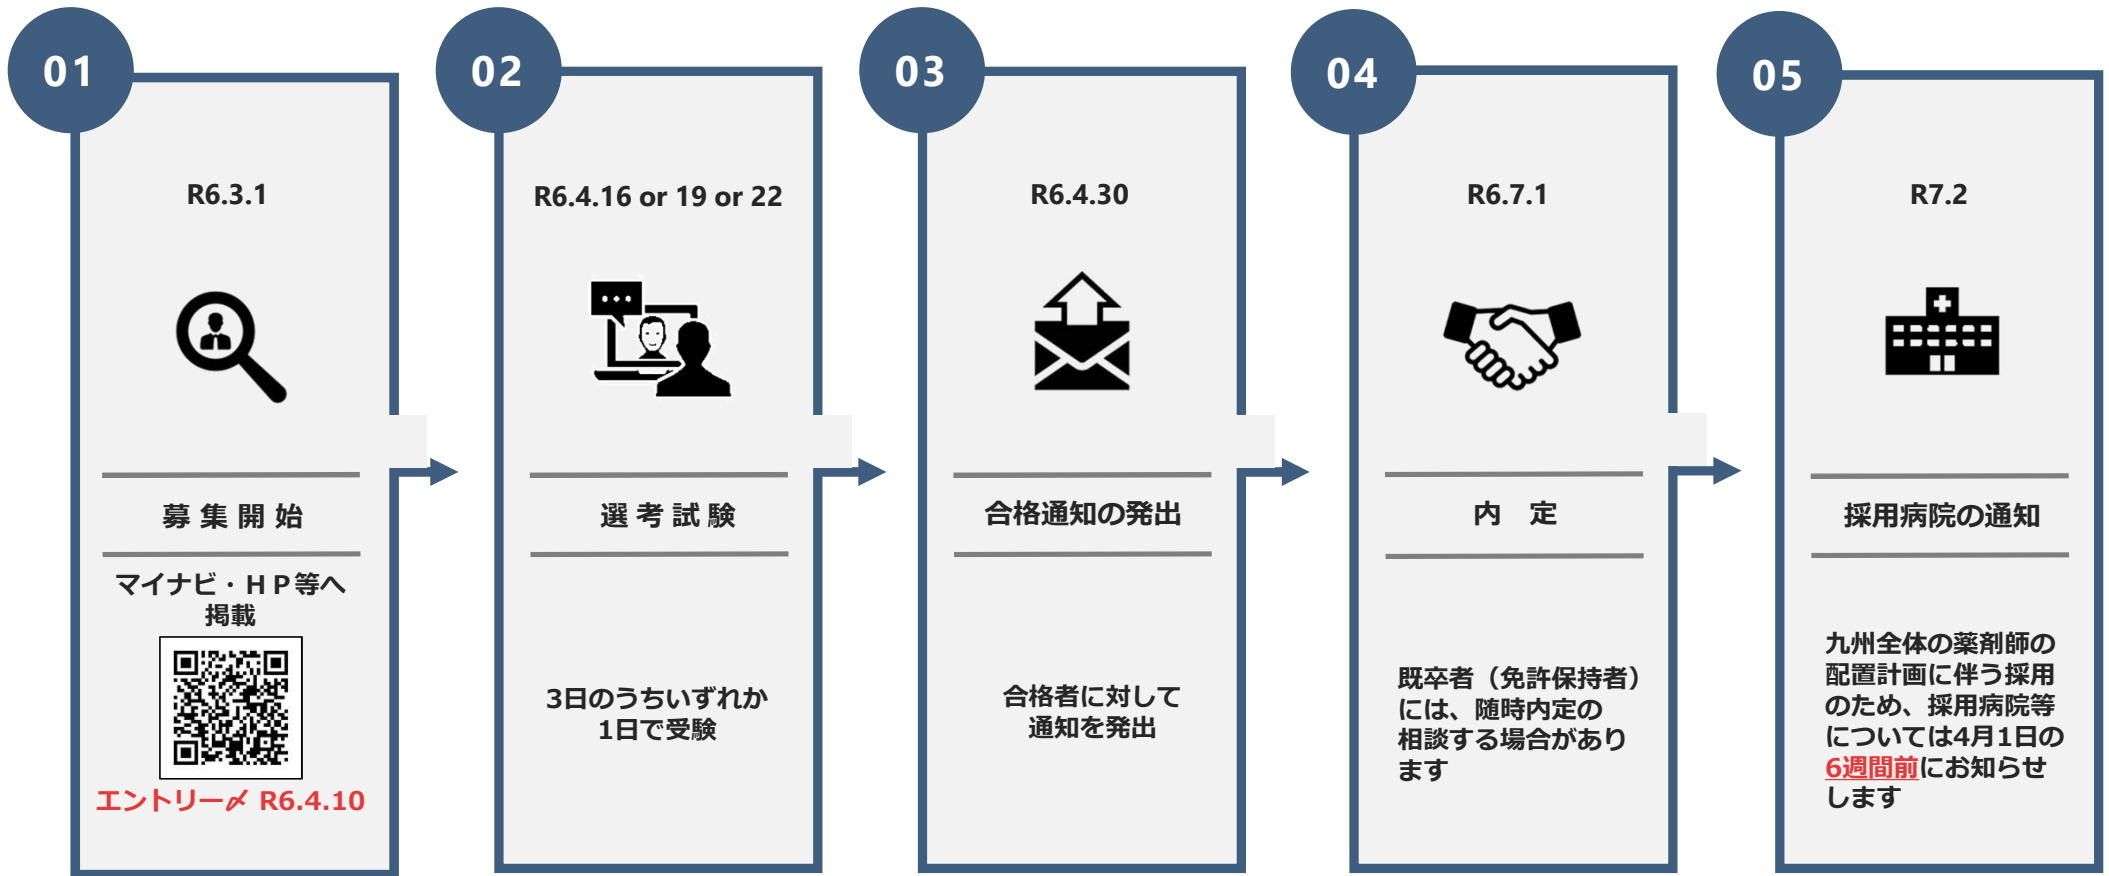 01
R6.3.1
募集開始
マイナビ・ＨＰ等へ
掲載
エントリー〆 R6.4.10
02
R6.4.16 or 19 or 22
選考試験
3日のうちいずれか
1日で受験
03
R6.4.30
合格通知の発出
合格者に対して
通知を発出
04
R6.7.1
内　定
既卒者（免許保持者）
には、随時内定の
相談する場合があり
ます
05
R7.2
採用病院の通知
九州全体の薬剤師の
配置計画に伴う採用
のため、採用病院等
については4月1日の
6週間前にお知らせ
します